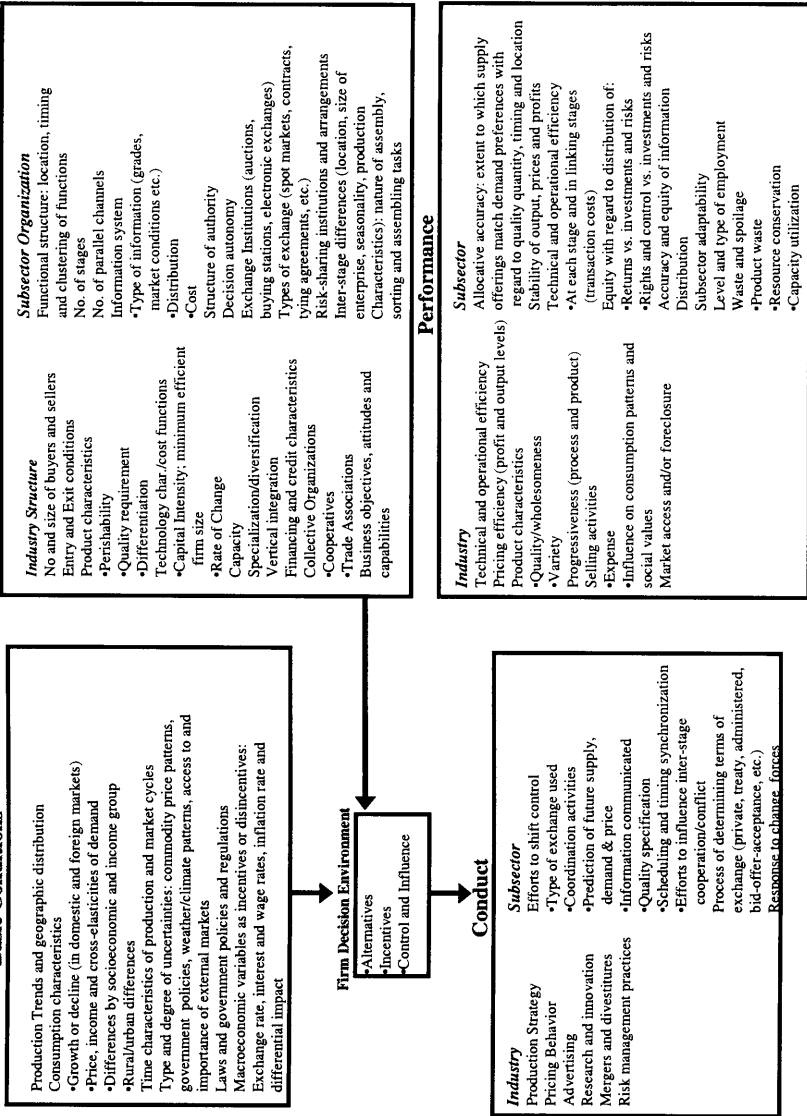 Production Trends and geographic distribution
Consumption characteristics
•Growth or decline (in domestic and foreign markets)
•Price, income and cross-elasticities of demand
•Differences by socioeconomic and income group
•Rural/urban differences
Time characteristics of production and market cycles
Type and degree of uncertainties: commodity price patterns,
government policies, weather/climate patterns, access to and
importance of external markets
Laws and government policies and regulations
Macroeconomic variables as incentives or disincentives:
Exchange rate, interest and wage rates, inflation rate and
differential impact
Industry Structure
No and size of buyers and sellers
Entry and Exit conditions
Product characteristics
•Perishability
•Quality requirement
•Differentiation
Technology char./cost functions
•Capital Intensity; minimum efficient
firm size
•Rate of Change
Capacity
Specialization/diversification
Vertical integration
Financing and credit characteristics
Collective Organizations
•Cooperatives
•Trade Associations
Business objectives, attitudes and
capabilities
Subsector Organization
Functional structure: location, timing
and clustering of functions
No. of stages
No. of parallel channels
Information system
•Type of information (grades,
market conditions etc.)
•Distribution
•Cost
Structure of authority
Decision autonomy
Exchange Institutions (auctions,
buying stations, electronic exchanges)
Types of exchange (spot markets, contracts,
tying agreements, etc.)
Risk-sharing institutions and arrangements
Inter-stage differences (location, size of
enterprise, seasonality, production
Characteristics): nature of assembly,
sorting and assembling tasks
Firm Decision Environment
•Alternatives
•Incentives
•Control and Influence
Conduct
Industry
Production Strategy
Pricing Behavior
Advertising
Research and innovation
Mergers and divestitures
Risk management practices
Subsector
Efforts to shift control
•Type of exchange used
•Coordination activities
•Prediction of future supply,
demand & price
•Information communicated
•Quality specification
•Scheduling and timing synchronization
•Efforts to influence inter-stage
cooperation/conflict
Process of determining terms of
exchange (private, treaty, administered,
bid-offer-acceptance, etc.)
Response to change forces
Performance
Industry
Technical and operational efficiency
Pricing efficiency (profit and output levels)
Product characteristics
•Quality/wholesomeness
•Variety
Progressiveness (process and product)
Selling activities
•Expense
•Influence on consumption patterns and
social values
Market access and/or foreclosure
Subsector
Allocative accuracy: extent to which supply
offerings match demand preferences with
regard to quality quantity, timing and location
Stability of output, prices and profits
Technical and operational efficiency
•At each stage and in linking stages
(transaction costs)
Equity with regard to distribution of:
•Returns vs. investments and risks
•Rights and control vs. investments and risks
Accuracy and equity of information
Distribution
Subsector adaptability
Level and type of employment
Waste and spoilage
•Product waste
•Resource conservation
•Capacity utilization